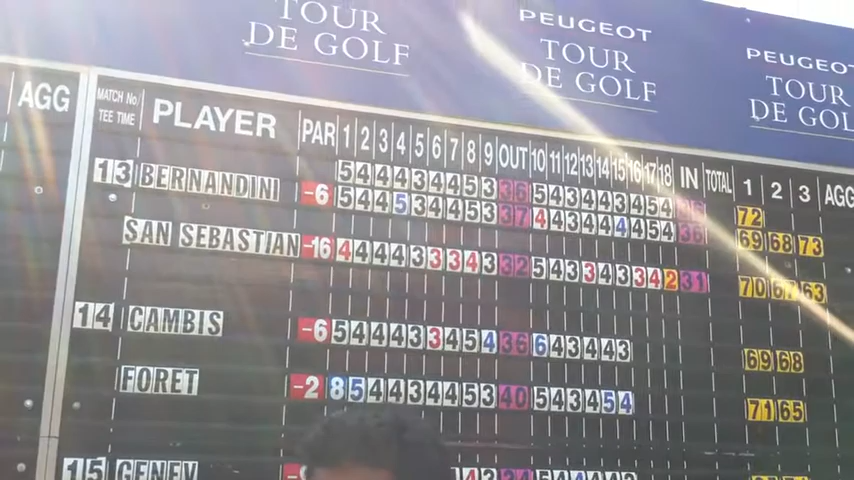 TOUR
DE GOLF
PEUGEOT
TOUR
DE GOLF
PEUGEOT
TOUR
DE GOLF
AGG
MATCH No
TEE TIME
PLAYER
PAR 1 2 3 4 5 6 7 8 9 OUT 10 11 12 13 14 15 16 17 18 IN TOTAL 1 2 3 AGG
5 4 4 4 3 4 4 5 3 36 5 4 3 4 4 3 4 5 4 72
13 BERNANDINI -6 5 4 4 5 3 4 4 5 3 37 4 4 3 4 4 4 4 5 4 36 69 68 73
SAN SEBASTIAN -16 4 4 4 4 3 3 3 4 3 32 5 4 3 3 4 3 3 4 2 31 70 67 63
14 CAMBIS -6 5 4 4 4 3 3 4 5 4 36 6 4 3 4 4 3 69 68
FORET -2 8 5 4 4 3 4 4 5 3 40 5 4 3 4 5 4 71 65
15 GENEV